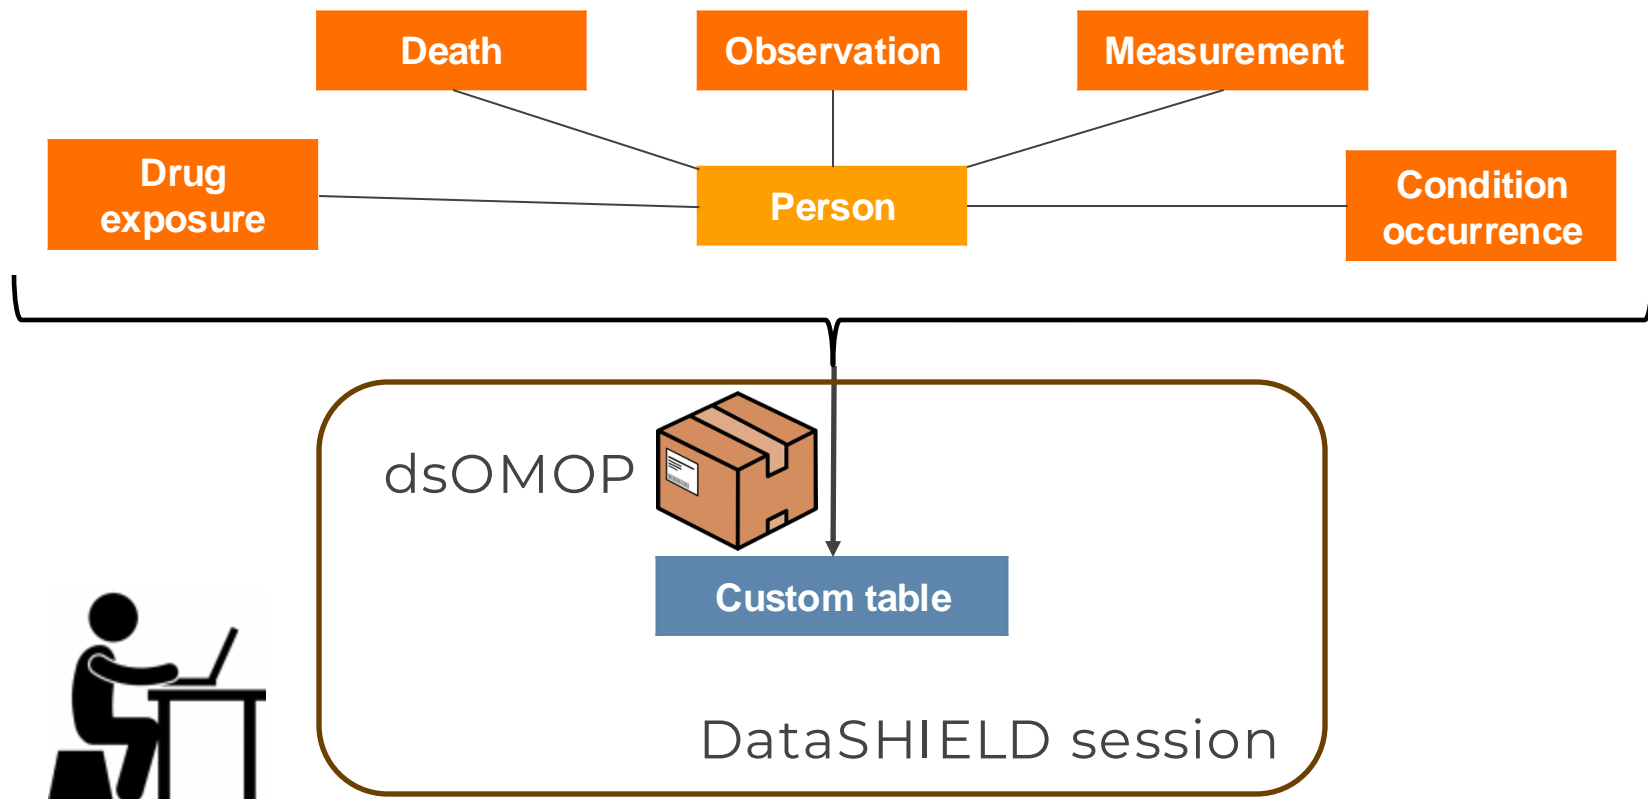 Death
Observation
Measurement
Drug
exposure
Person
Condition
occurrence
dsOMOP
Custom table
DataSHIELD session